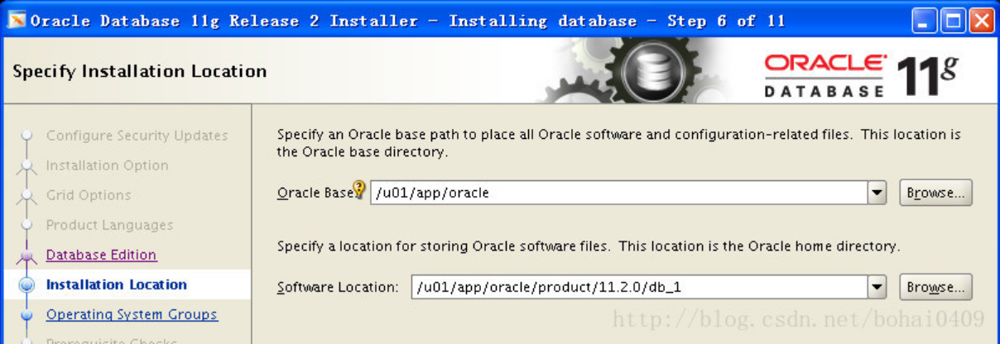 Oracle Database 11g Release 2 Installer - Installing database - Step 6 of 11
Specify Installation Location
ORACLE
DATABASE
11g
Configure Security Updates
Installation Option
Grid Options
Product Languages
Database Edition
Installation Location
Operating System Groups
Prerequisite Checks
Specify an Oracle base path to place all Oracle software and configuration-related files. This location is
the Oracle base directory.
Oracle Base /u01/app/oracle Browse...
Specify a location for storing Oracle software files. This location is the Oracle home directory.
Software Location: /u01/app/oracle/product/11.2.0/db_1 Browse...
http://blog.csdn.net/bohai0409